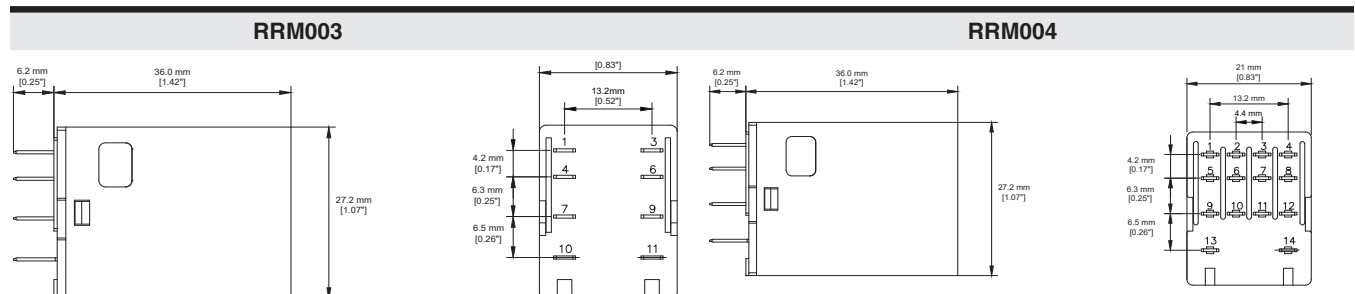 RRM003
RRM004
6.2 mm
[0.25"]
36.0 mm
[1.42"]
27.2 mm
[1.07"]
[0.83"]
13.2mm
[0.52"]
4.2 mm
[0.17"]
6.3 mm
[0.25"]
6.5 mm
[0.26"]
1 3
4 6
7 9
10 11
6.2 mm
[0.25"]
36.0 mm
[1.42"]
27.2 mm
[1.07"]
21 mm
[0.83"]
13.2 mm
4.4 mm
4.2 mm
[0.17"]
6.3 mm
[0.25"]
6.5 mm
[0.26"]
1 2 3 4
5 6 7 8
9 10 11 12
13 14